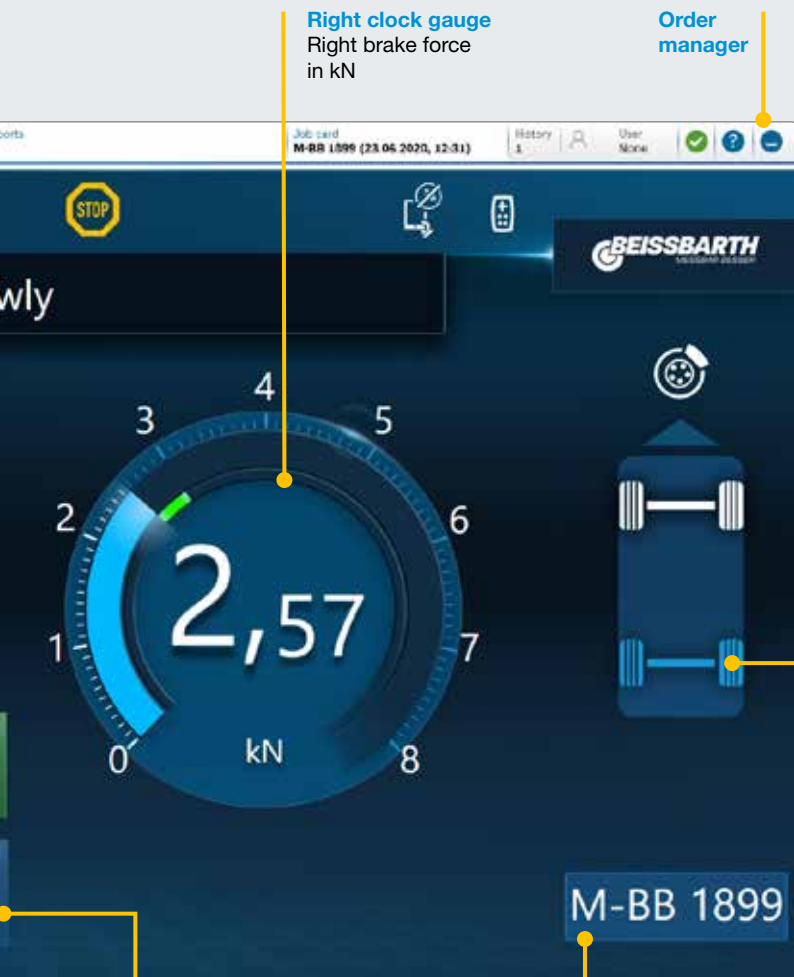 Right clock gauge
Right brake force
in kN
Order
manager
ports
Job card
M-BB 1899 (23.06.2020, 12:31)
History
1
User
None
?
STOP
BEISSBARTH
wly
4
3
5
2
6
2,57
1
7
0
kN
8
M-BB 1899